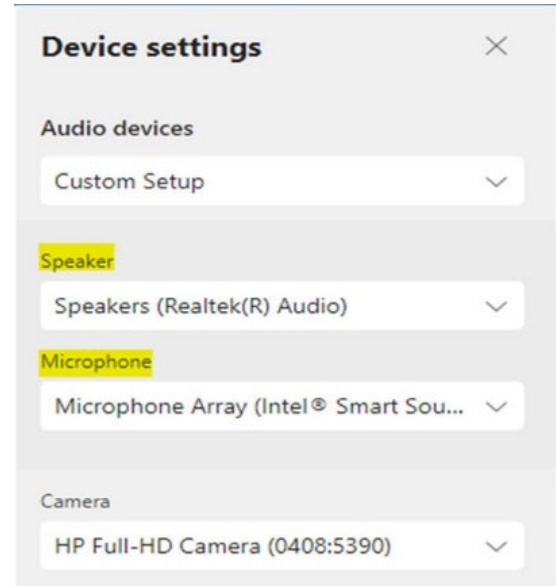 Device settings
Audio devices
Custom Setup
Speaker
Speakers (Realtek(R) Audio)
Microphone
Microphone Array (Intel® Smart Sou...
Camera
HP Full-HD Camera (0408:5390)